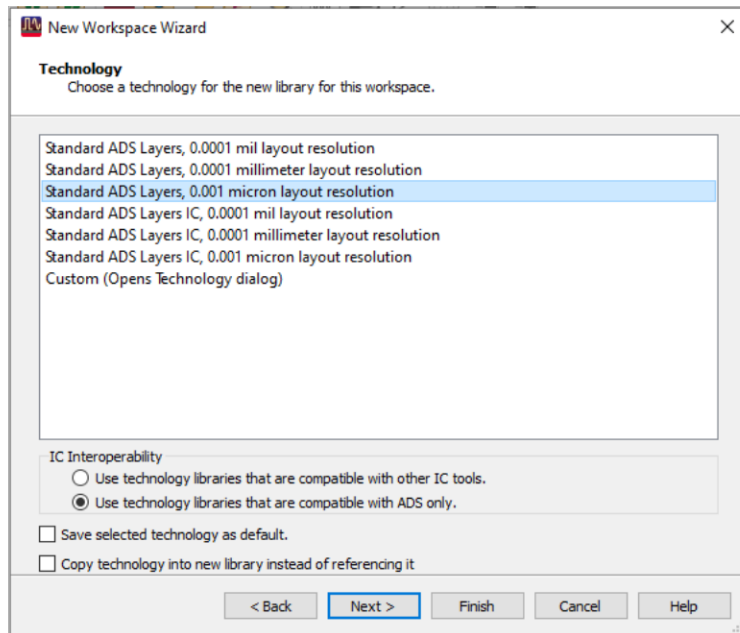 New Workspace Wizard
Technology
Choose a technology for the new library for this workspace.
Standard ADS Layers, 0.0001 mil layout resolution
Standard ADS Layers, 0.0001 millimeter layout resolution
Standard ADS Layers, 0.001 micron layout resolution
Standard ADS Layers IC, 0.0001 mil layout resolution
Standard ADS Layers IC, 0.0001 millimeter layout resolution
Standard ADS Layers IC, 0.001 micron layout resolution
Custom (Opens Technology dialog)
IC Interoperability
Use technology libraries that are compatible with other IC tools.
Use technology libraries that are compatible with ADS only.
Save selected technology as default.
Copy technology into new library instead of referencing it
< Back Next > Finish Cancel Help